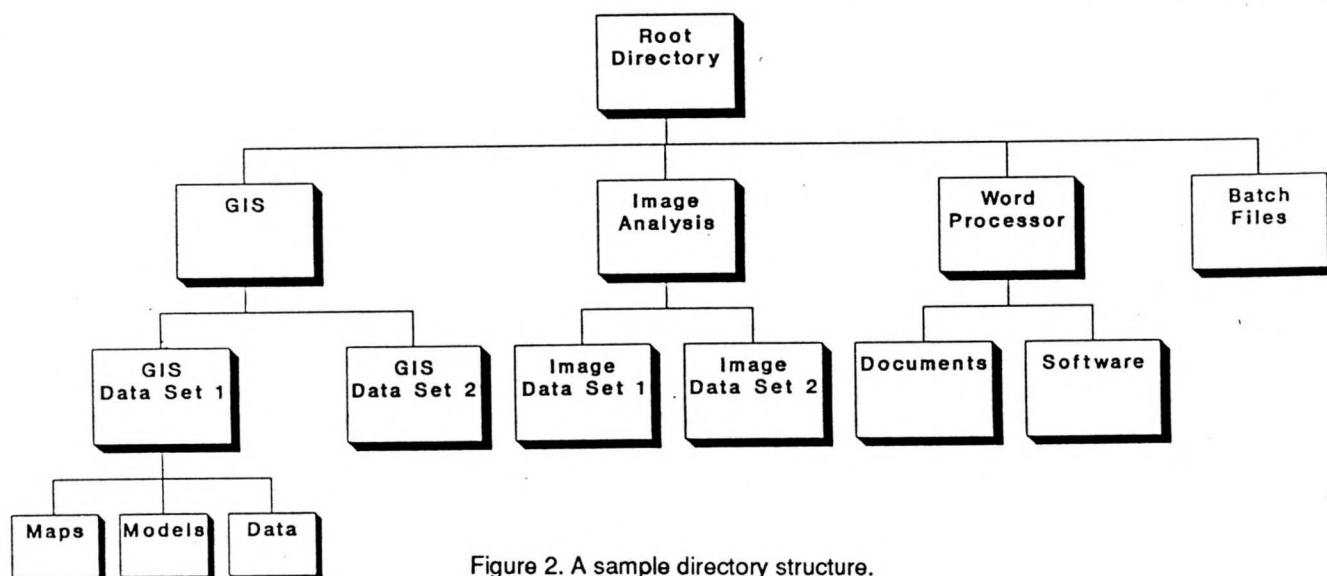 Root
Directory
GIS
Image
Analysis
Word
Processor
Batch
Files
GIS
Data Set 1
GIS
Data Set 2
Image
Data Set 1
Image
Data Set 2
Documents
Software
Maps
Models
Data
Figure 2. A sample directory structure.